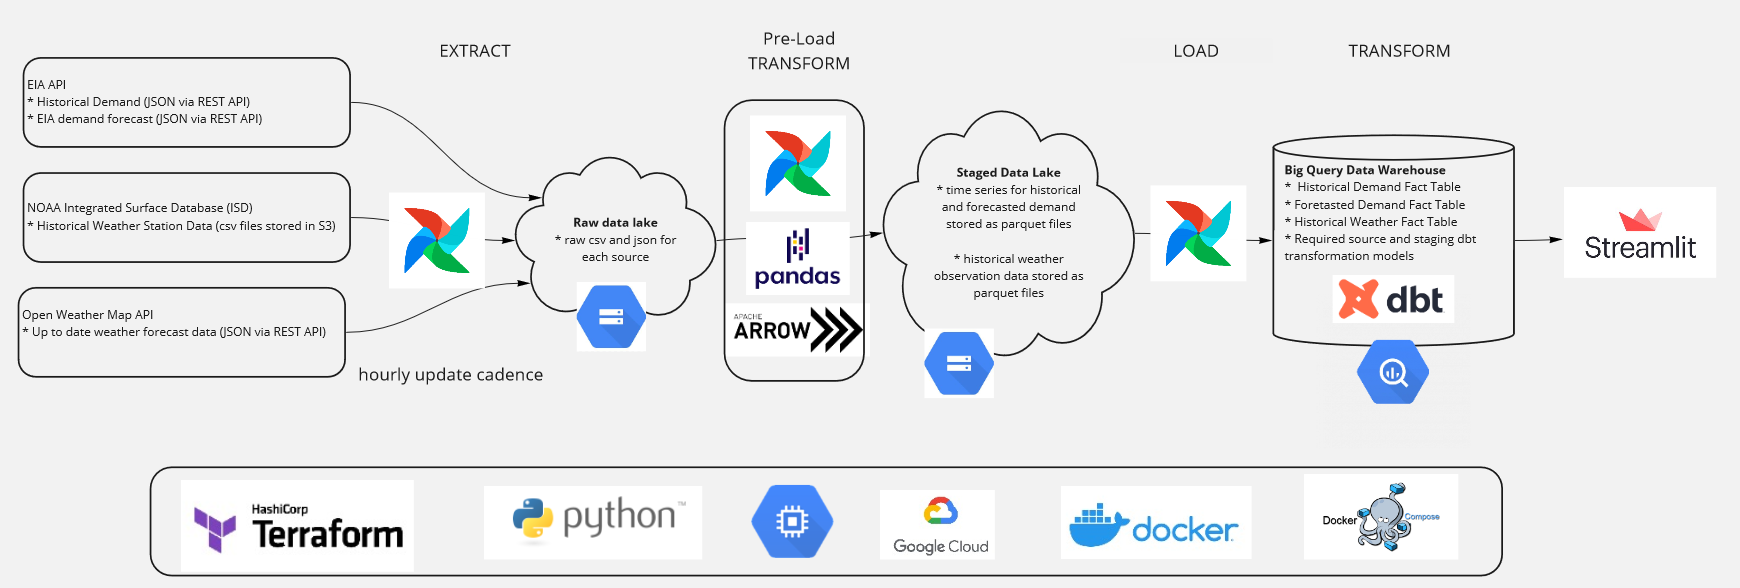 EXTRACT
Pre-Load
TRANSFORM
LOAD
TRANSFORM
EIA API
* Historical Demand (JSON via REST API)
* EIA demand forecast (JSON via REST API)
NOAA Integrated Surface Database (ISD)
* Historical Weather Station Data (csv files stored in S3)
Open Weather Map API
* Up to date weather forecast data (JSON via REST API)
hourly update cadence
Raw data lake
* raw csv and json for
each source
pandas
APACHE
ARROW
Staged Data Lake
* time series for historical
and forecasted demand
stored as parquet files
* historical weather
observation data stored as
parquet files
Big Query Data Warehouse
* Historical Demand Fact Table
* Foretasted Demand Fact Table
* Historical Weather Fact Table
* Required source and staging dbt
transformation models
dbt
Streamlit
HashiCorp
Terraform
python™
Google Cloud
docker
Docker Compose